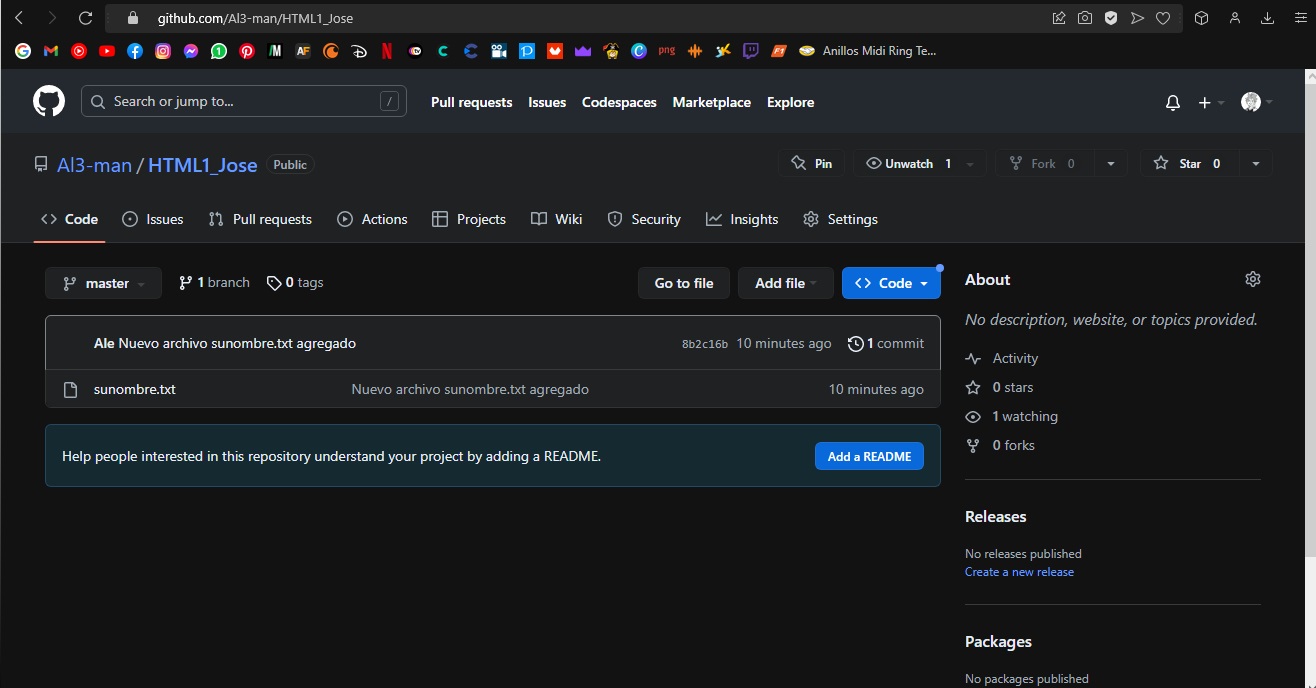 github.com/Al3-man/HTML1_Jose
M
AF
N
tv
P
C
png
F1
Anillos Midi Ring Te...
Search or jump to... /
Pull requests Issues Codespaces Marketplace Explore
Al3-man / HTML1_Jose Public
Pin Unwatch 1 Fork 0 Star 0
Code Issues Pull requests Actions Projects Wiki Security Insights Settings
master 1 branch 0 tags Go to file Add file Code
Ale Nuevo archivo sunombre.txt agregado 8b2c16b 10 minutes ago 1 commit
sunombre.txt Nuevo archivo sunombre.txt agregado 10 minutes ago
Help people interested in this repository understand your project by adding a README. Add a README
About
No description, website, or topics provided.
Activity
0 stars
1 watching
0 forks
Releases
No releases published
Create a new release
Packages
No packages published